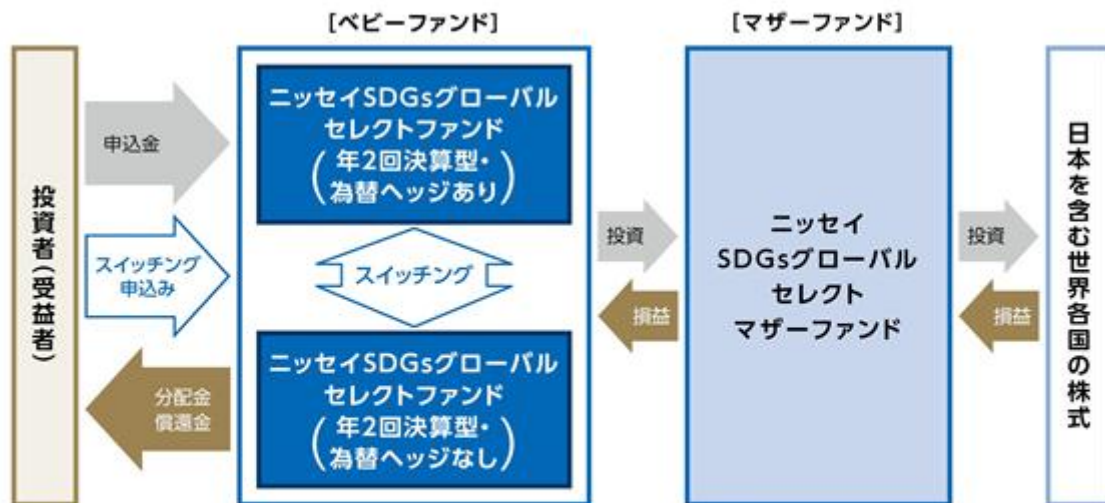 [ベビーファンド]
[マザーファンド]
投資者(受益者)
申込金
スイッチング
申込み
分配金
償還金
ニッセイSDGsグローバル
セレクトファンド
(年2回決算型・
為替ヘッジあり)
スイッチング
ニッセイSDGsグローバル
セレクトファンド
(年2回決算型・
為替ヘッジなし)
投資
損益
ニッセイ
SDGsグローバル
セレクト
マザーファンド
投資
損益
日本を含む世界各国の株式